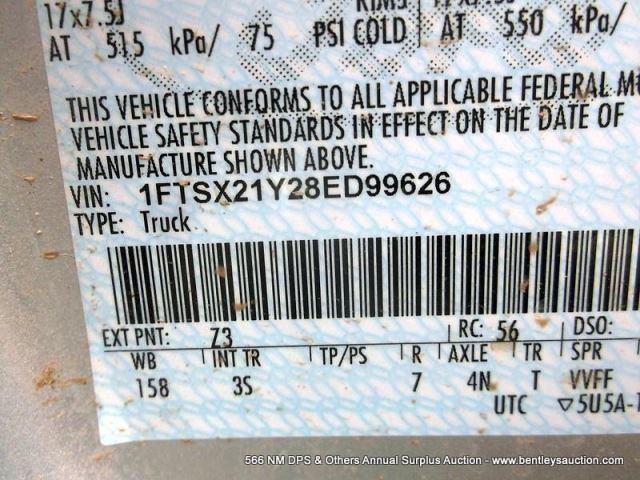 17x7.5J RIMS
AT 515 kPa/ 75 PSI COLD AT 550 kPa/
THIS VEHICLE CONFORMS TO ALL APPLICABLE FEDERAL
VEHICLE SAFETY STANDARDS IN EFFECT ON THE DATE OF
MANUFACTURE SHOWN ABOVE.
VIN: 1FTSX21Y28ED99626
TYPE: Truck
EXT PNT: Z3 RC: 56 DSO:
WB INT TR TP/PS R AXLE TR SPR
158 3S 7 4N T VVFF
UTC ▽5U5A-
566 NM DPS & Others Annual Surplus Auction - www.bentleysauction.com